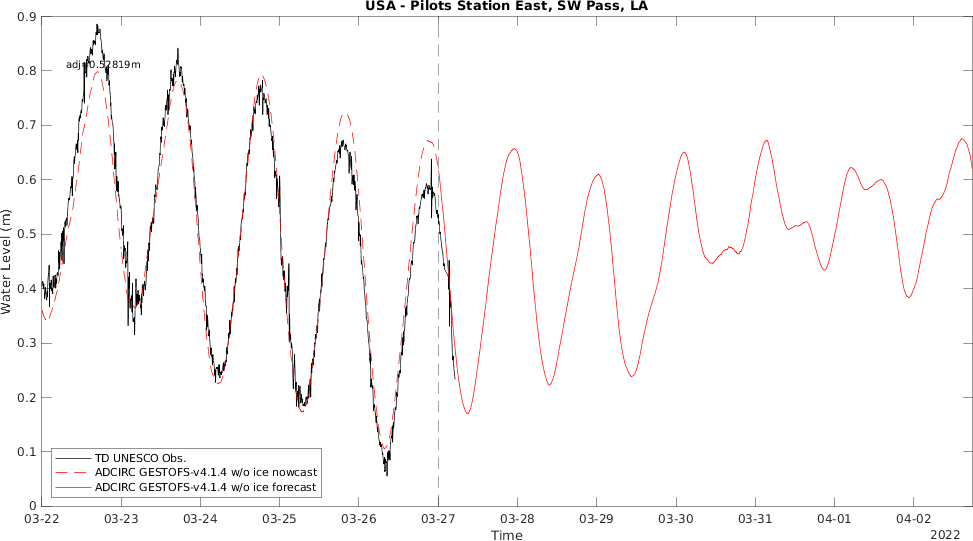 USA - Pilots Station East, SW Pass, LA
0.9
0.8
0.7
0.6
0.5
0.4
0.3
0.2
0.1
0
Water Level (m)
adj=0.52819m
TD UNESCO Obs.
ADCIRC GESTOFS-v4.1.4 w/o ice nowcast
ADCIRC GESTOFS-v4.1.4 w/o ice forecast
03-22 03-23 03-24 03-25 03-26 03-27 03-28 03-29 03-30 03-31 04-01 04-02
Time
2022